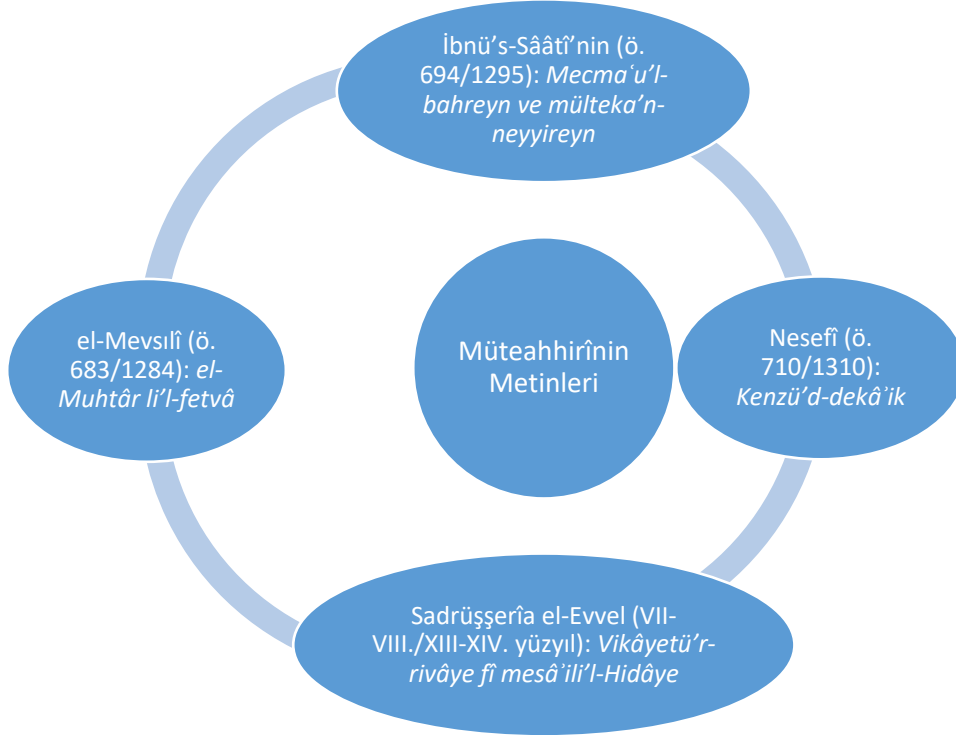 İbnü’s-Sââtî’nin (ö.
694/1295): Mecmaʿu’l-
bahreyn ve mülteka’n-
neyyireyn
el-Mevsılî (ö.
683/1284): el-
Muhtâr li’l-fetvâ
Müteahhirînin
Metinleri
Nesefî (ö.
710/1310):
Kenzü’d-dekâʾik
Sadrüşşerîa el-Evvel (VII-
VIII./XIII-XIV. yüzyıl): Vikâyetü’r-
rivâye fî mesâʾili’l-Hidâye